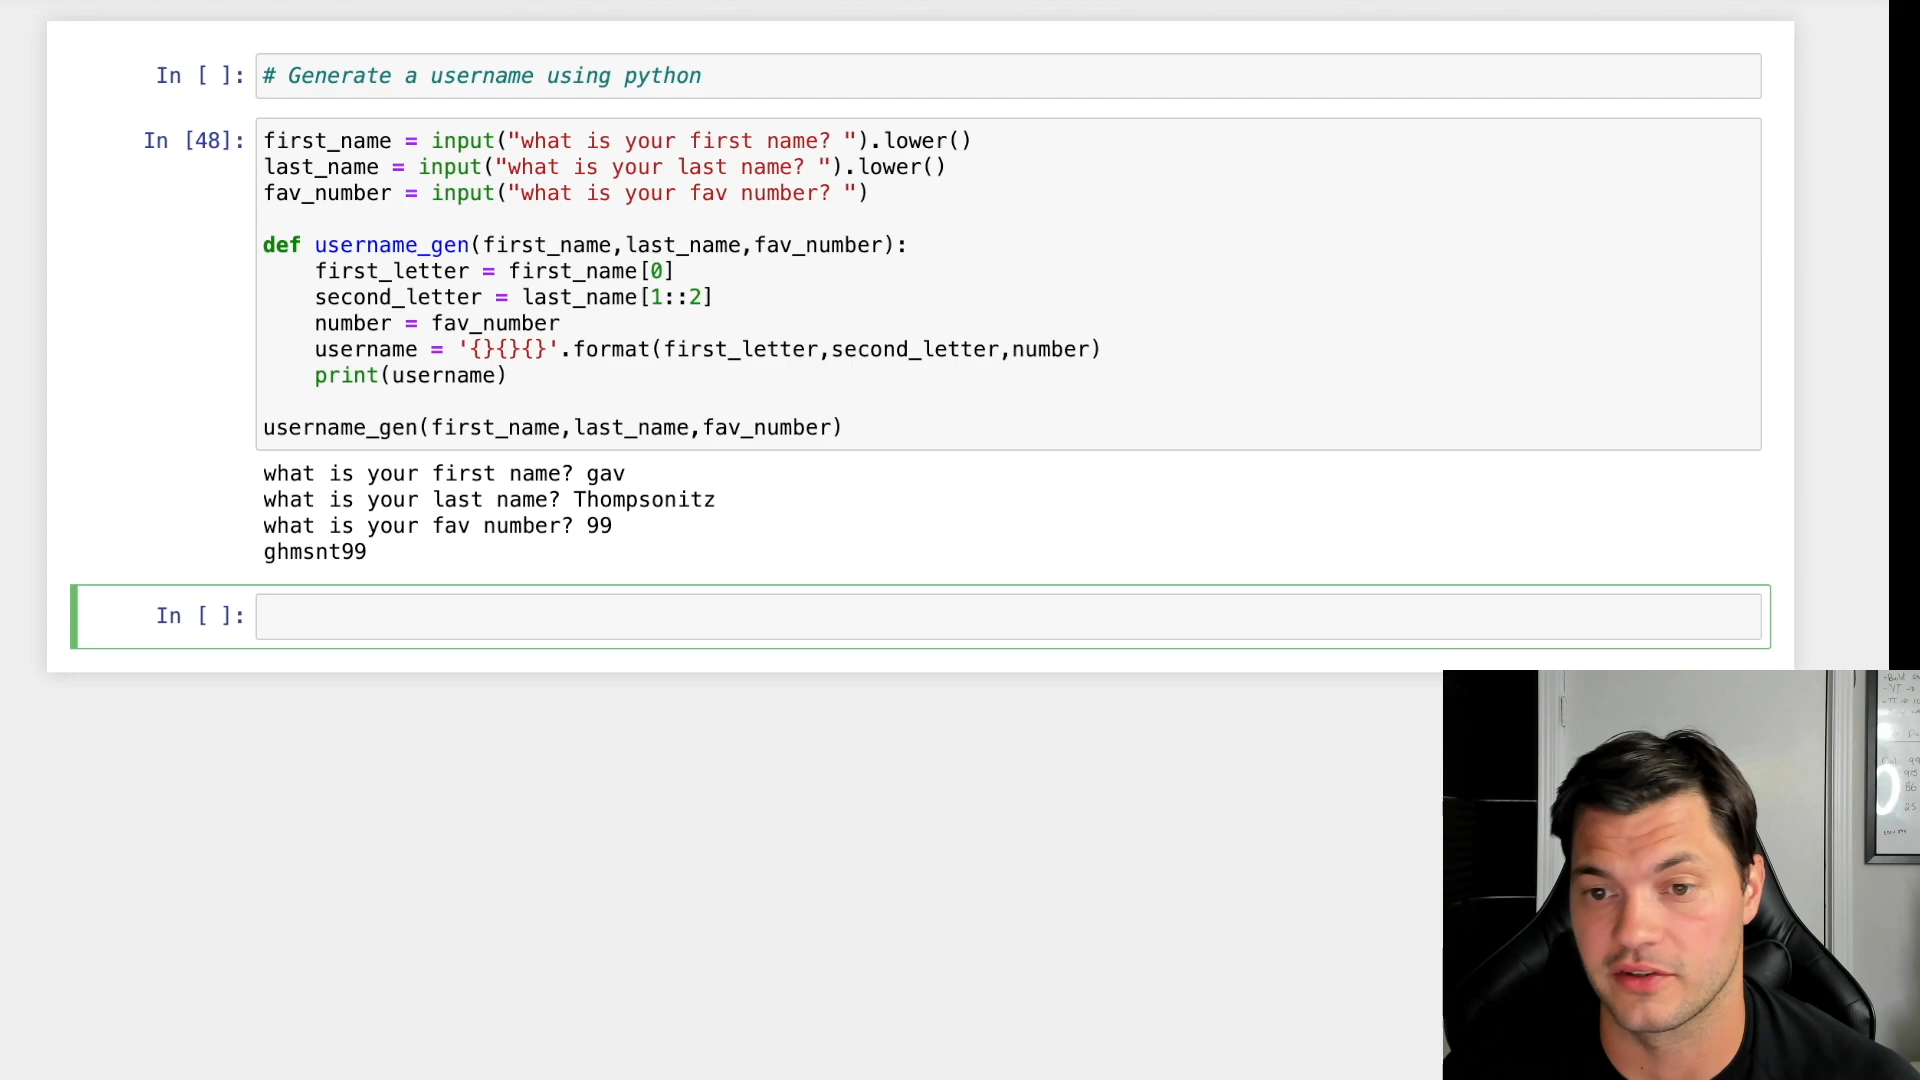 In [ ]: # Generate a username using python
In [48]: first_name = input("what is your first name? ").lower()
last_name = input("what is your last name? ").lower()
fav_number = input("what is your fav number? ")
def username_gen(first_name,last_name,fav_number):
first_letter = first_name[0]
second_letter = last_name[1::2]
number = fav_number
username = '{}{}{}'.format(first_letter,second_letter,number)
print(username)
username_gen(first_name,last_name,fav_number)
what is your first name? gav
what is your last name? Thompsonitz
what is your fav number? 99
ghmsnt99
In [ ]: